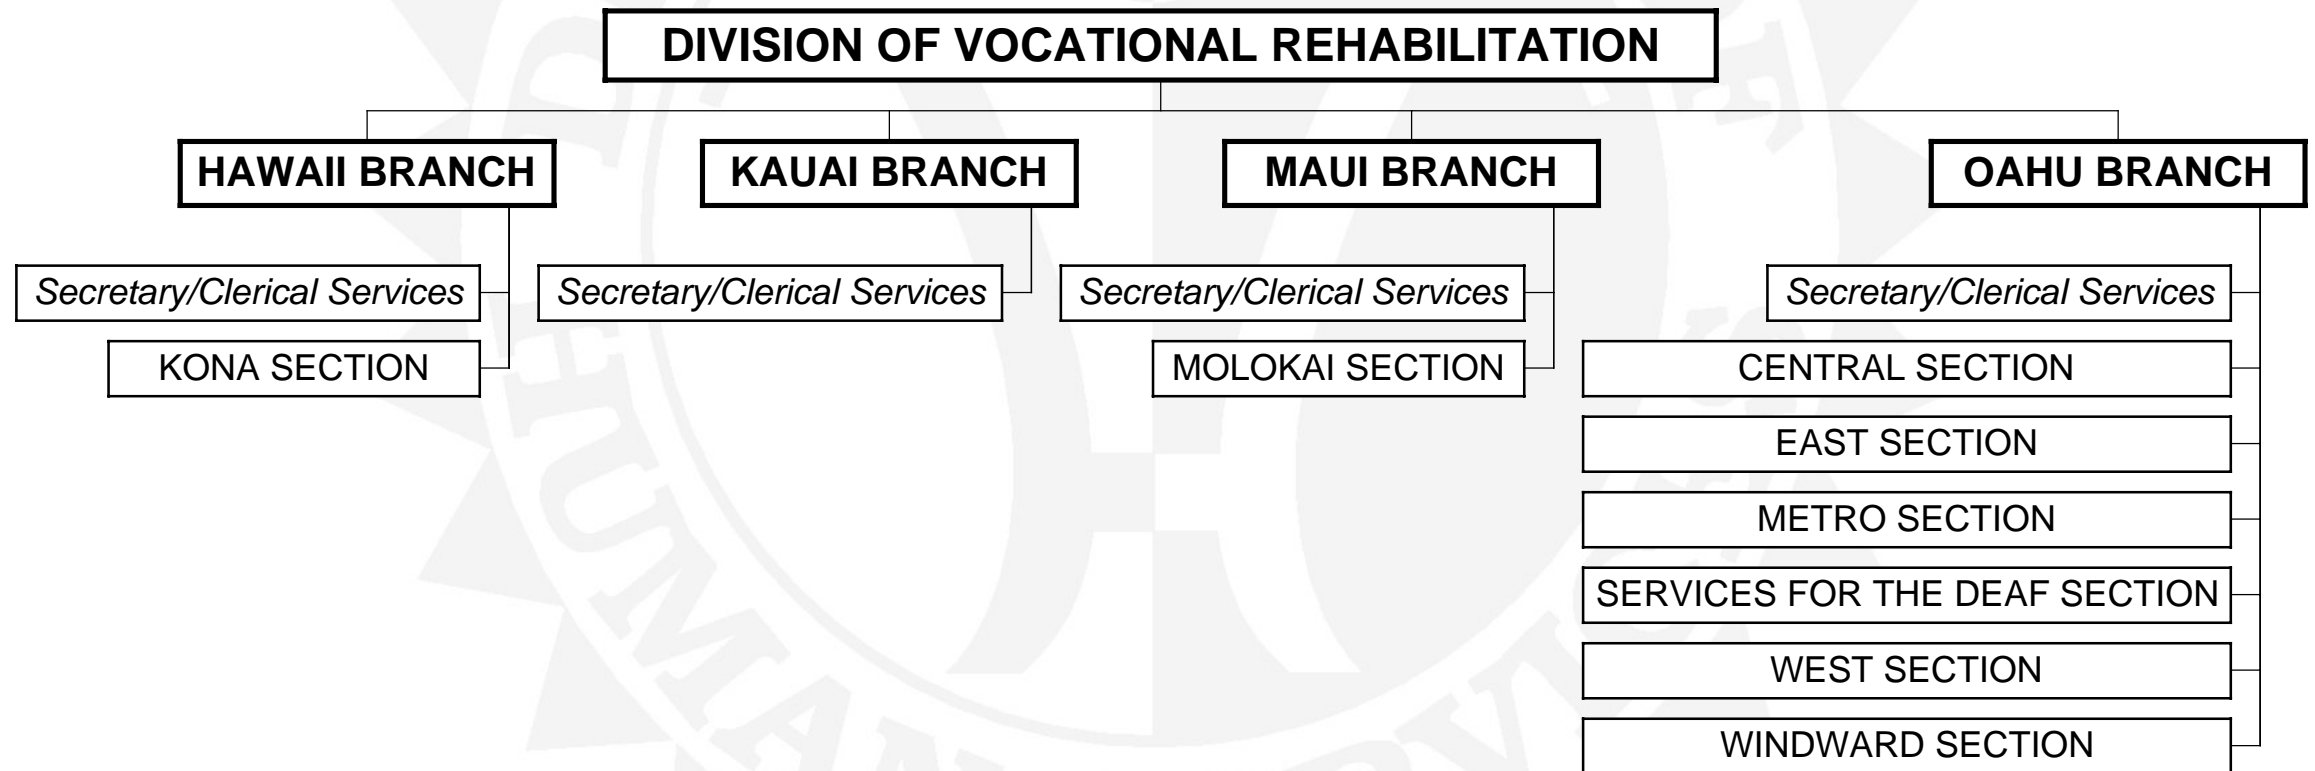 DIVISION OF VOCATIONAL REHABILITATION
HAWAII BRANCH
KAUAI BRANCH
MAUI BRANCH
OAHU BRANCH
Secretary/Clerical Services
Secretary/Clerical Services
Secretary/Clerical Services
Secretary/Clerical Services
KONA SECTION
MOLOKAI SECTION
CENTRAL SECTION
EAST SECTION
METRO SECTION
SERVICES FOR THE DEAF SECTION
WEST SECTION
WINDWARD SECTION
HUMAN